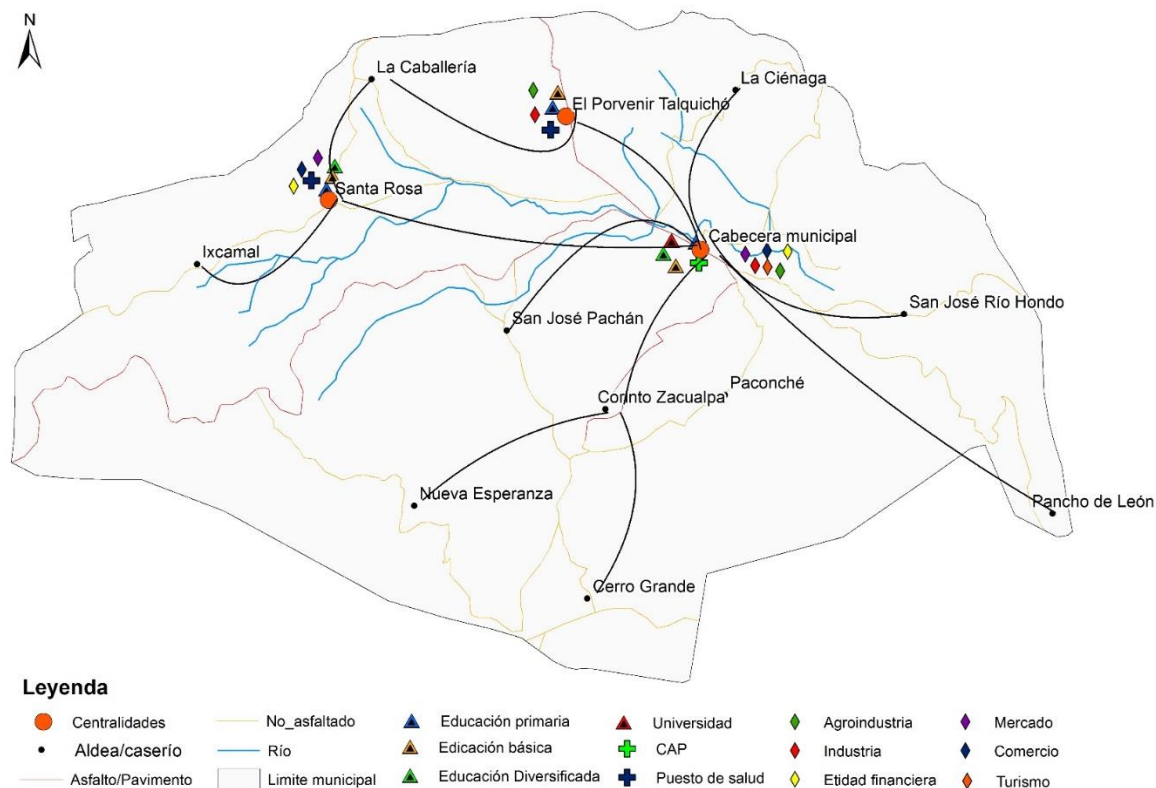 N
La Caballería
La Ciénaga
El Porvenir Talquichó
Santa Rosa
Cabecera municipal
Ixcamal
San José Río Hondo
San José Pachán
Paconché
Corinto Zacualpa
Nueva Esperanza
Pancho de León
Cerro Grande
Leyenda
Centralidades
No_asfaltado
Educación primaria
Universidad
Agroindustria
Mercado
Aldea/caserío
Río
Edicación básica
CAP
Industria
Comercio
Asfalto/Pavimento
Limite municipal
Educación Diversificada
Puesto de salud
Etidad financiera
Turismo